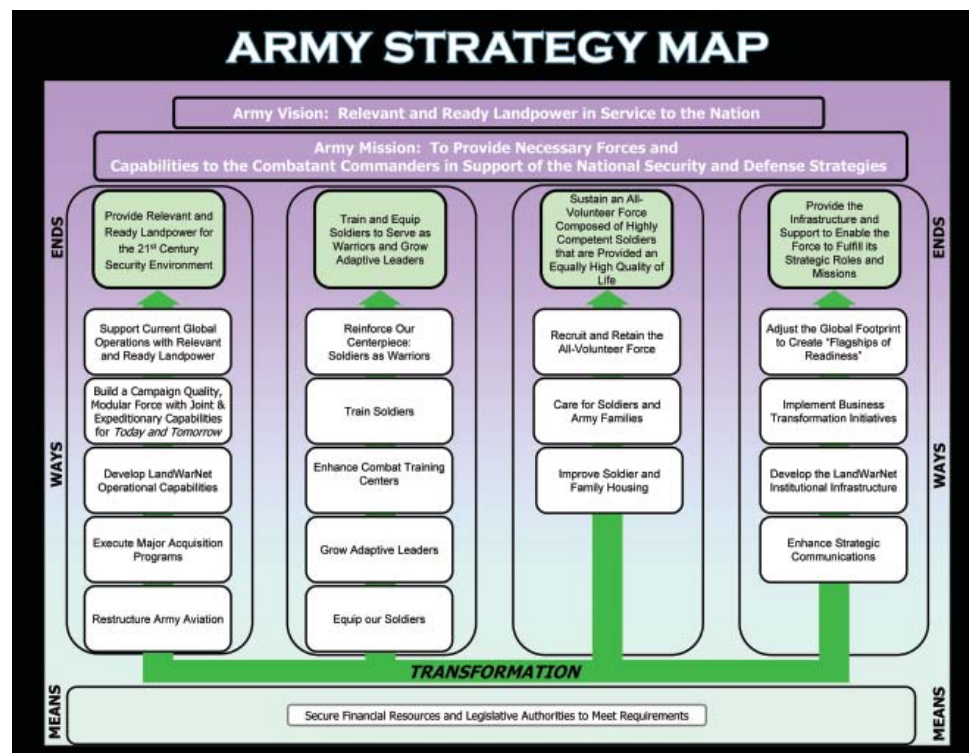 ARMY STRATEGY MAP
Army Vision: Relevant and Ready Landpower in Service to the Nation
Army Mission: To Provide Necessary Forces and
Capabilities to the Combatant Commanders in Support of the National Security and Defense Strategies
ENDS
Provide Relevant and
Ready Landpower for
the 21st Century
Security Environment
Train and Equip
Soldiers to Serve as
Warriors and Grow
Adaptive Leaders
Sustain an All-
Volunteer Force
Composed of Highly
Competent Soldiers
that are Provided an
Equally High Quality of
Life
Provide the
Infrastructure and
Support to Enable the
Force to Fulfill its
Strategic Roles and
Missions
ENDS
WAYS
Support Current Global
Operations with Relevant
and Ready Landpower
Build a Campaign Quality,
Modular Force with Joint &
Expeditionary Capabilities
for Today and Tomorrow
Develop LandWarNet
Operational Capabilities
Execute Major Acquisition
Programs
Restructure Army Aviation
Reinforce Our
Centerpiece:
Soldiers as Warriors
Train Soldiers
Enhance Combat Training
Centers
Grow Adaptive Leaders
Equip our Soldiers
Recruit and Retain the
All-Volunteer Force
Care for Soldiers and
Army Families
Improve Soldier and
Family Housing
Adjust the Global Footprint
to Create "Flagships of
Readiness"
Implement Business
Transformation Initiatives
Develop the LandWarNet
Institutional Infrastructure
Enhance Strategic
Communications
WAYS
TRANSFORMATION
MEANS
Secure Financial Resources and Legislative Authorities to Meet Requirements
MEANS